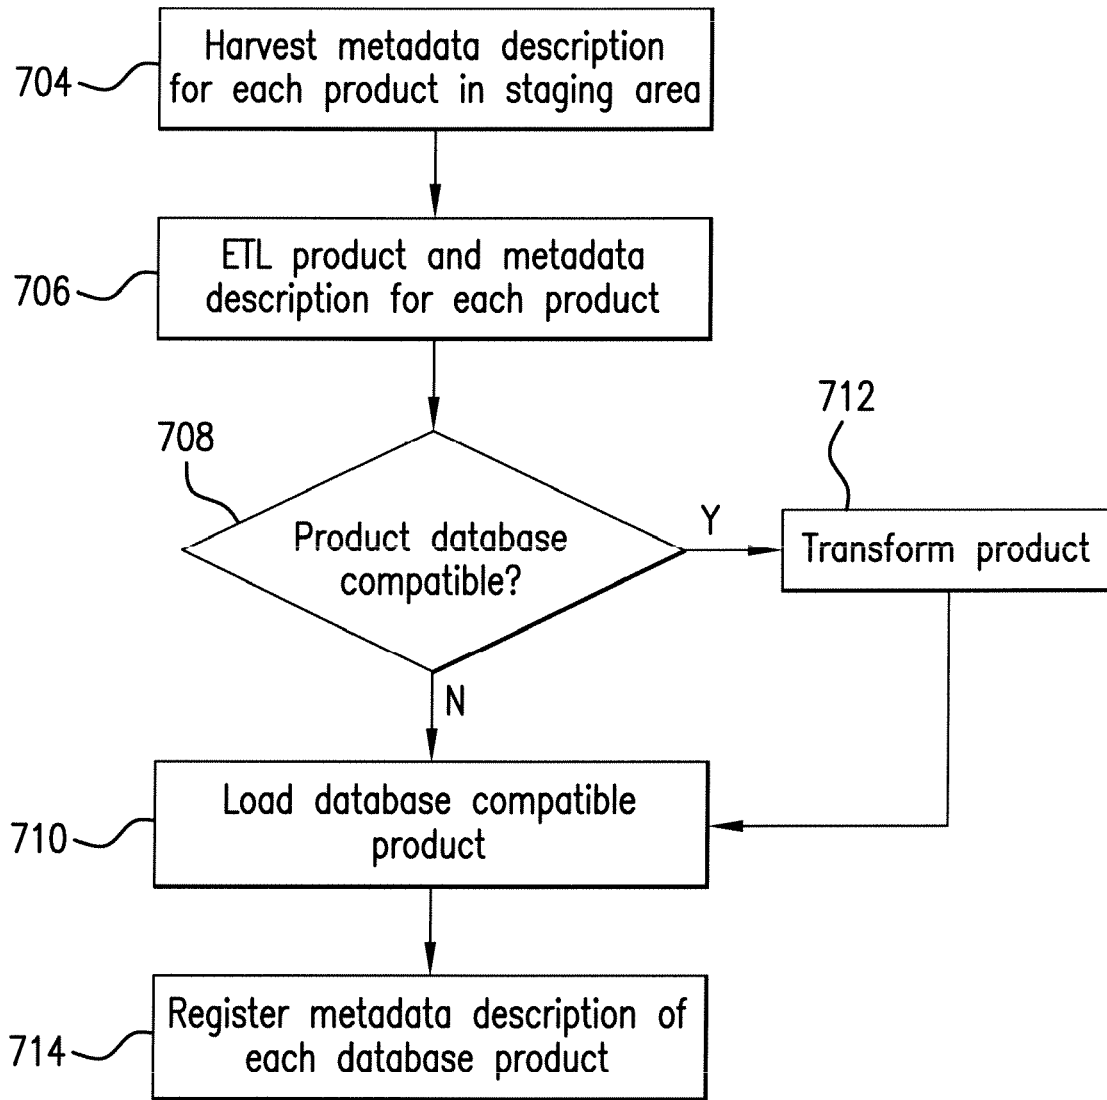 704
Harvest metadata description
for each product in staging area
706
ETL product and metadata
description for each product
708
Product database
compatible?
Y
712
Transform product
N
710
Load database compatible
product
714
Register metadata description of
each database product